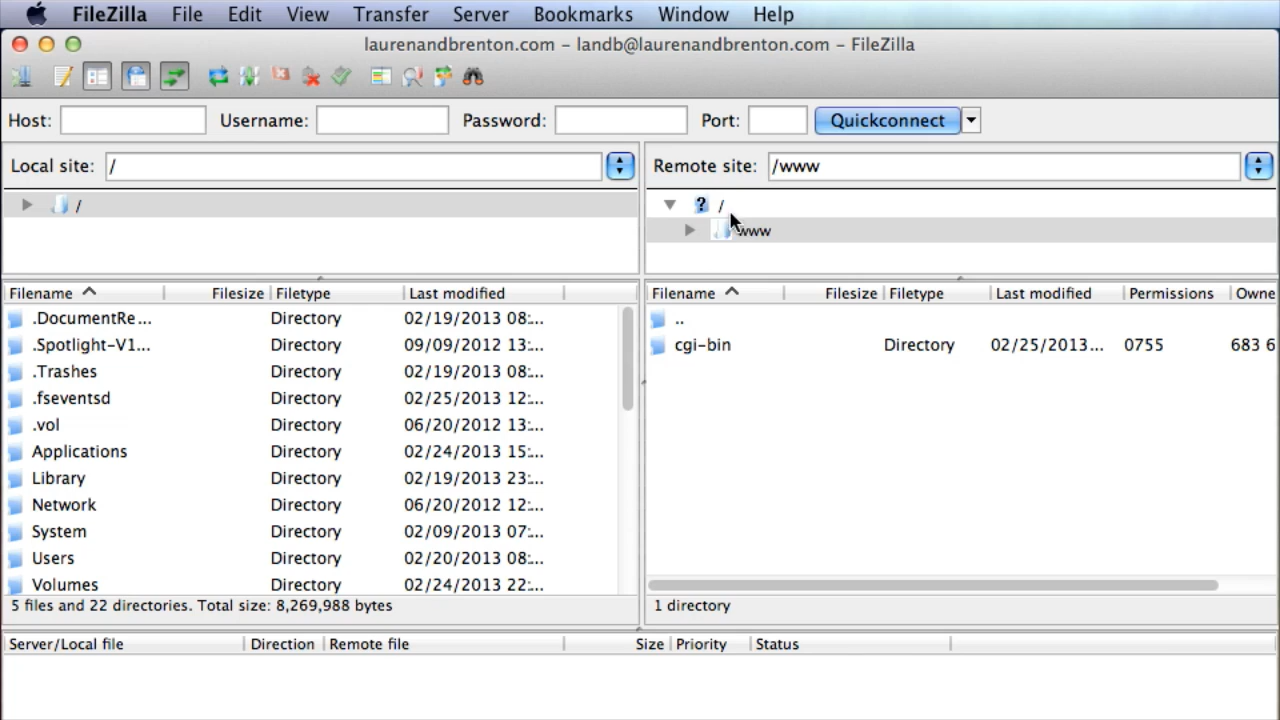 FileZilla File Edit View Transfer Server Bookmarks Window Help
laurenandbrenton.com – landb@laurenandbrenton.com – FileZilla
Host: Username: Password: Port: Quickconnect
Local site: /
Remote site: /www
/
? /
www
Filename Filesize Filetype Last modified
.DocumentRe... Directory 02/19/2013 08:...
.Spotlight-V1... Directory 09/09/2012 13:...
.Trashes Directory 02/19/2013 08:...
.fseventsd Directory 02/25/2013 12:...
.vol Directory 06/20/2012 13:...
Applications Directory 02/24/2013 15:...
Library Directory 02/19/2013 23:...
Network Directory 06/20/2012 12:...
System Directory 02/09/2013 07:...
Users Directory 02/20/2013 08:...
Volumes Directory 02/24/2013 22:...
5 files and 22 directories. Total size: 8,269,988 bytes
Filename Filesize Filetype Last modified Permissions Owne
..
cgi-bin Directory 02/25/2013... 0755 683 6
1 directory
Server/Local file Direction Remote file Size Priority Status